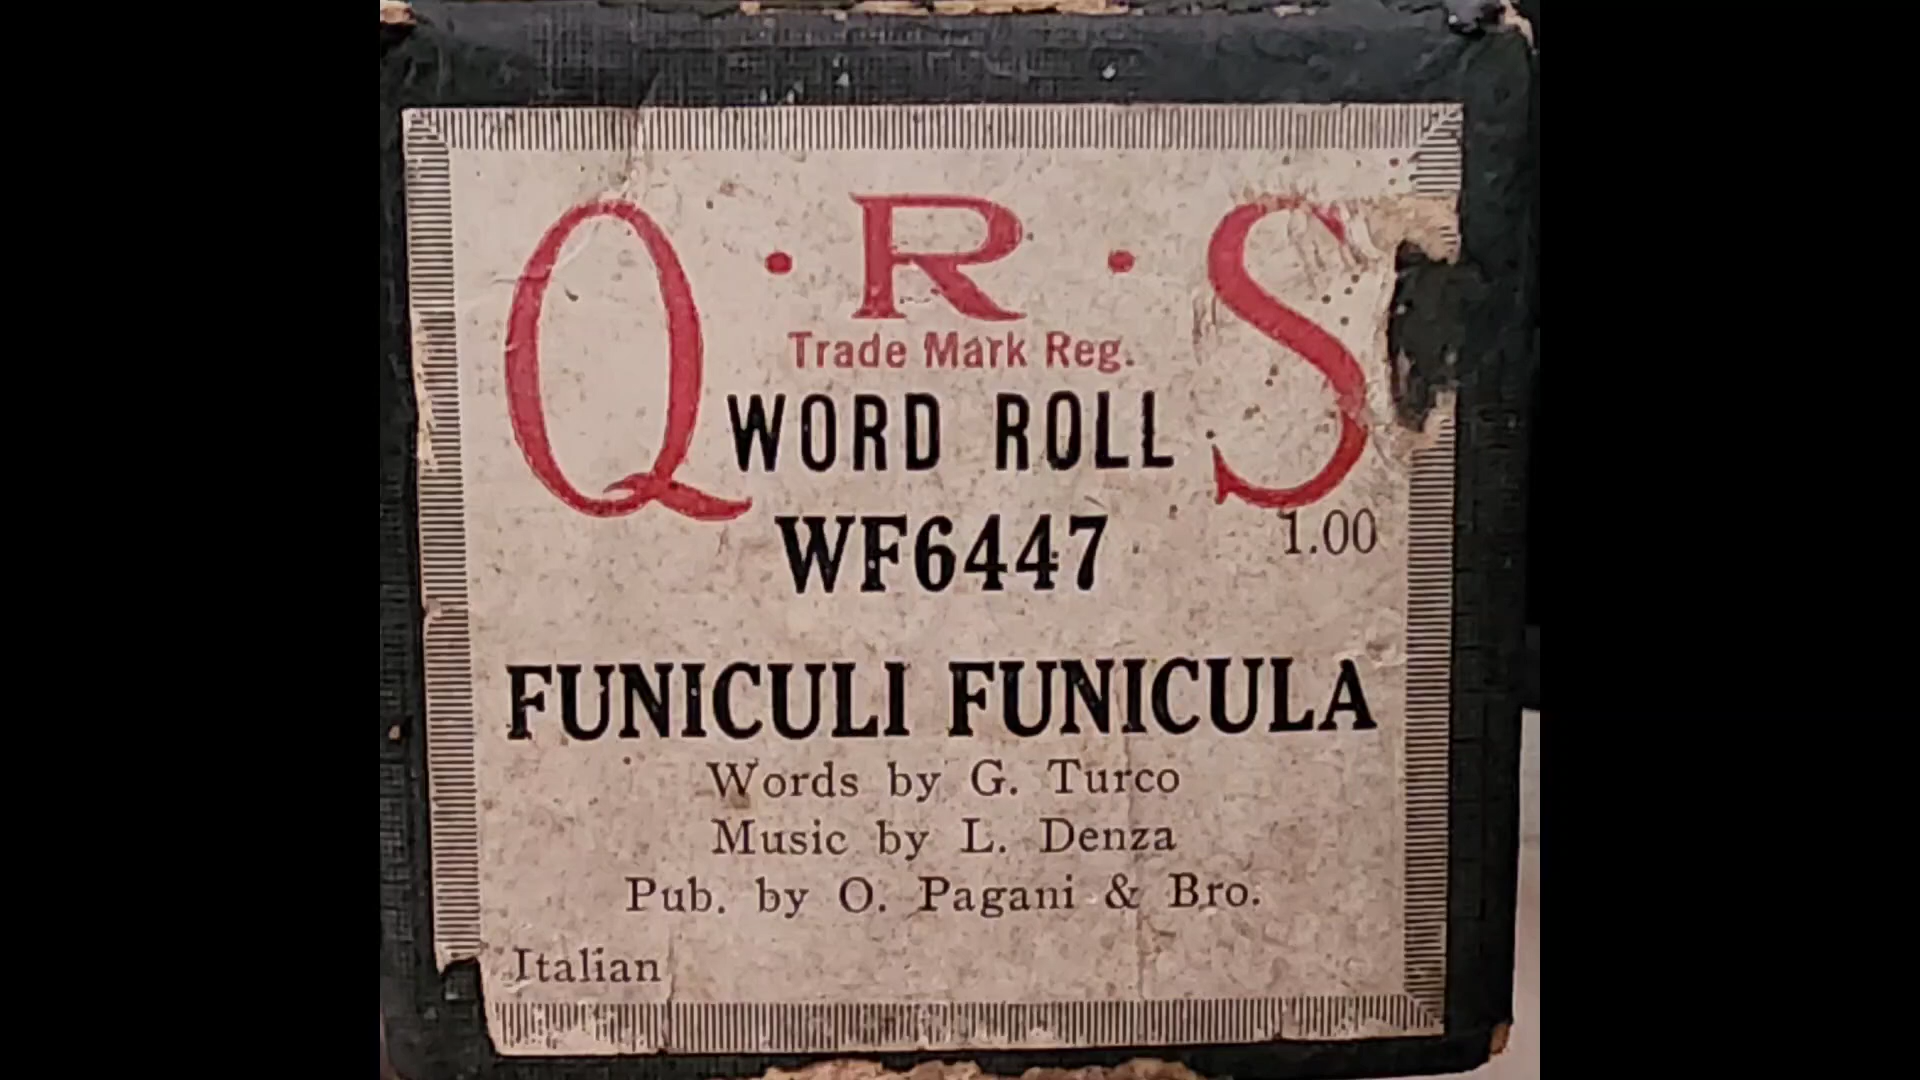 Q·R·S
Trade Mark Reg.
WORD ROLL
WF6447
1.00
FUNICULI FUNICULA
Words by G. Turco
Music by L. Denza
Pub. by O. Pagani & Bro.
Italian